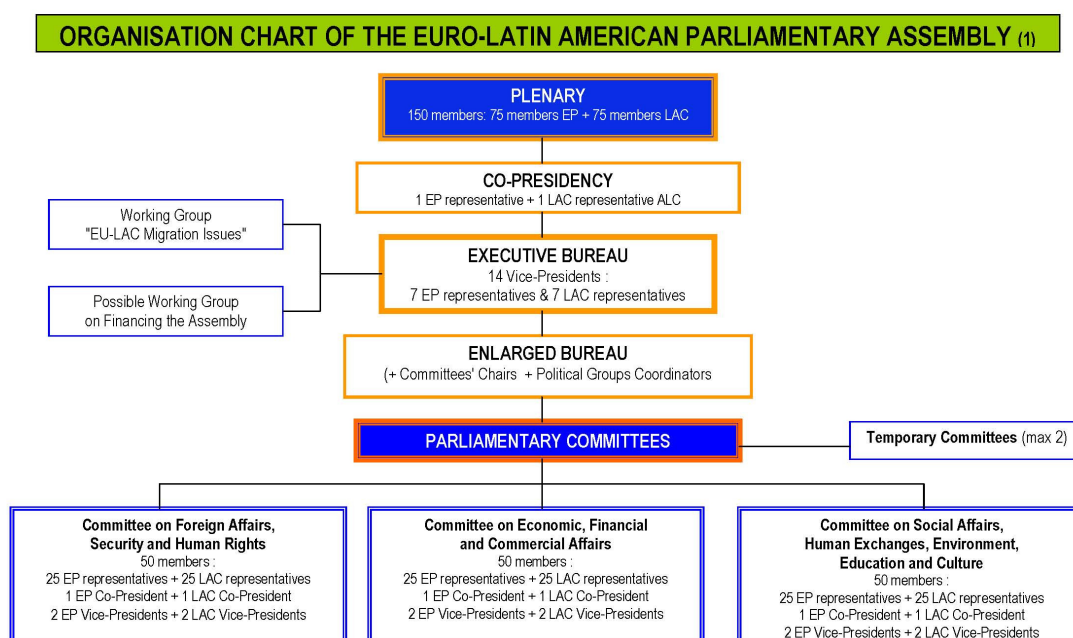 ORGANISATION CHART OF THE EURO-LATIN AMERICAN PARLIAMENTARY ASSEMBLY (1)
PLENARY
150 members: 75 members EP + 75 members LAC
CO-PRESIDENCY
1 EP representative + 1 LAC representative ALC
Working Group
"EU-LAC Migration Issues"
EXECUTIVE BUREAU
14 Vice-Presidents :
7 EP representatives & 7 LAC representatives
Possible Working Group
on Financing the Assembly
ENLARGED BUREAU
(+ Committees' Chairs + Political Groups Coordinators
PARLIAMENTARY COMMITTEES
Temporary Committees (max 2)
Committee on Foreign Affairs,
Security and Human Rights
50 members :
25 EP representatives + 25 LAC representatives
1 EP Co-President + 1 LAC Co-President
2 EP Vice-Presidents + 2 LAC Vice-Presidents
Committee on Economic, Financial
and Commercial Affairs
50 members :
25 EP representatives + 25 LAC representatives
1 EP Co-President + 1 LAC Co-President
2 EP Vice-Presidents + 2 LAC Vice-Presidents
Committee on Social Affairs,
Human Exchanges, Environment,
Education and Culture
50 members :
25 EP representatives + 25 LAC representatives
1 EP Co-President + 1 LAC Co-President
2 EP Vice-Presidents + 2 LAC Vice-Presidents